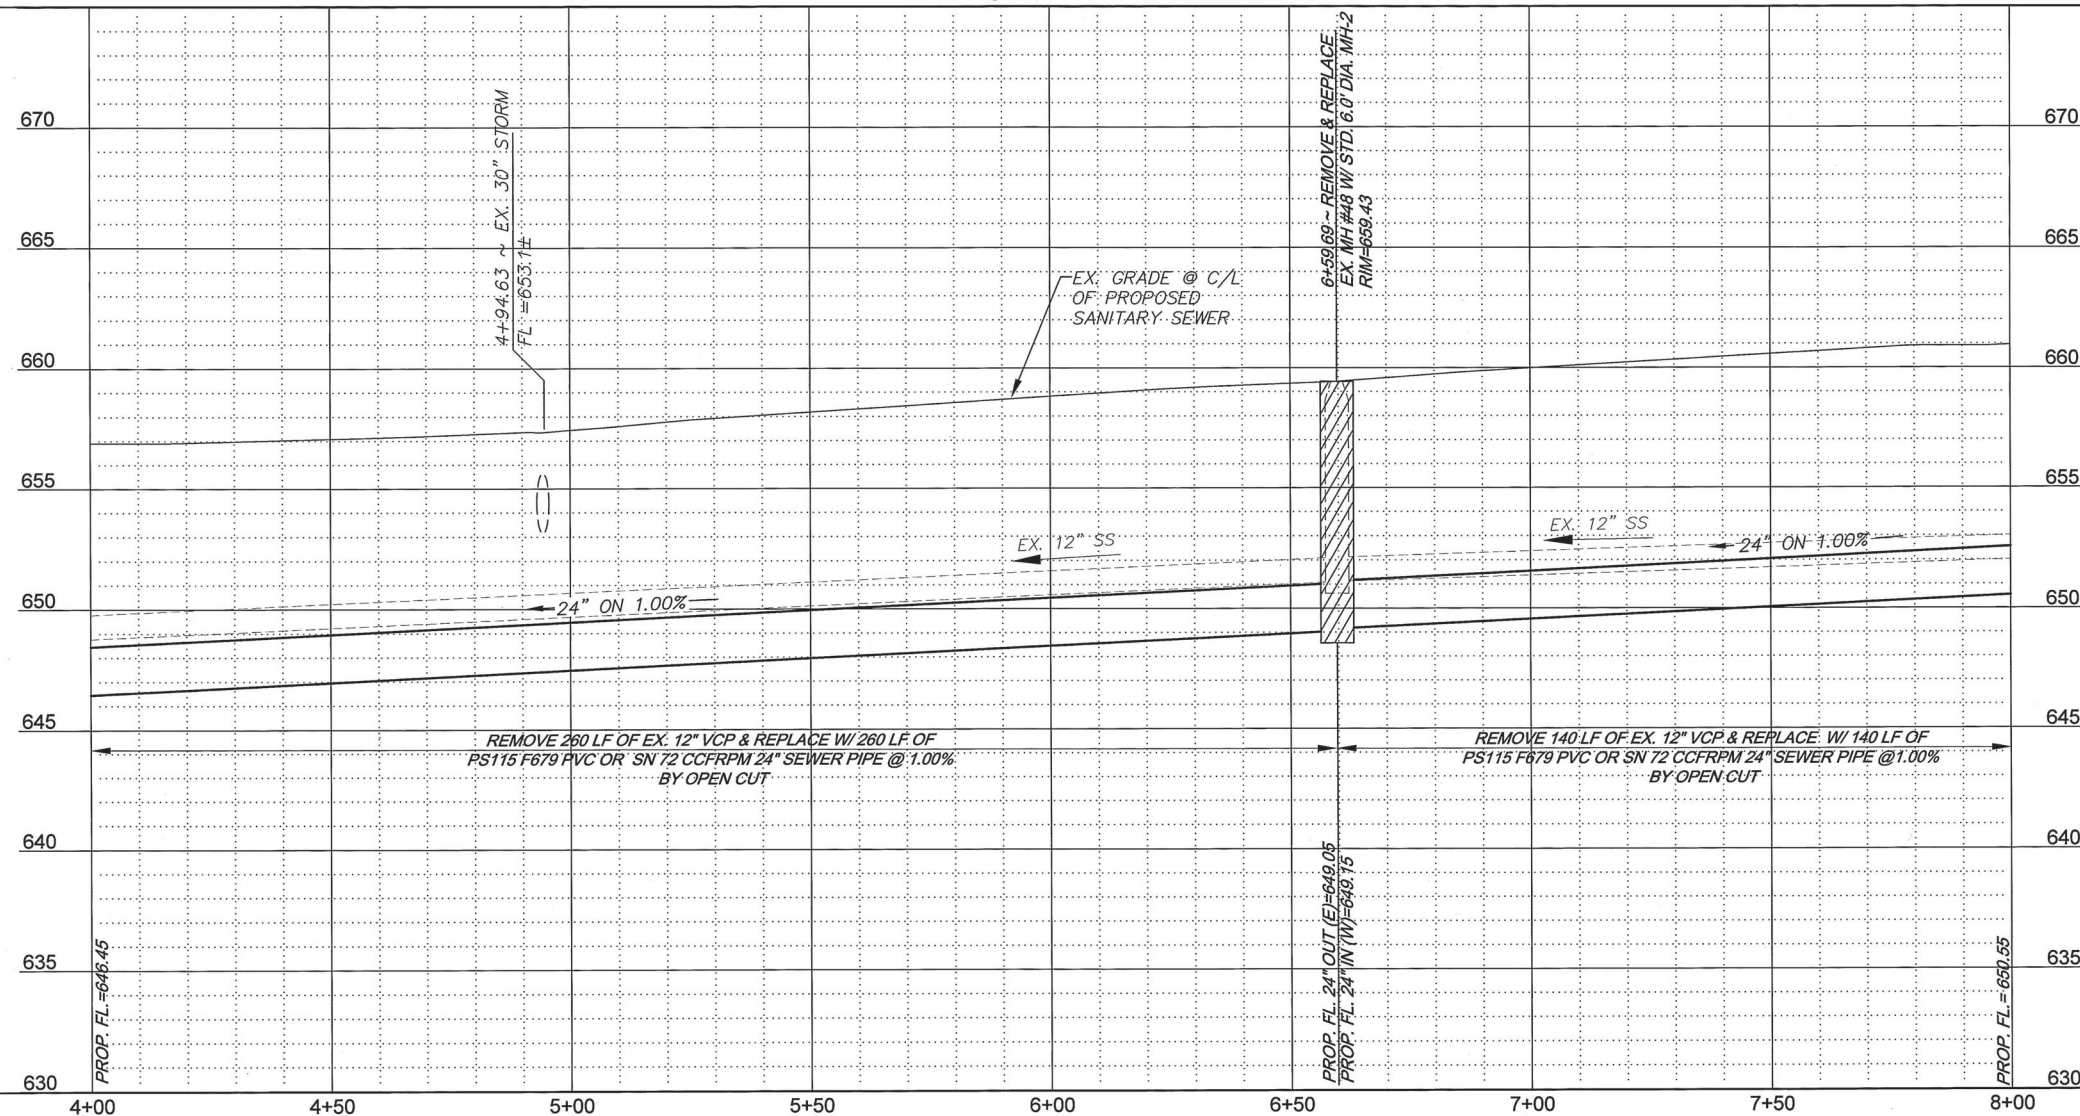 670
665
660
655
650
645
640
635
630
670
665
660
655
650
645
640
635
630
4+94.63 ~ EX. 30" STORM
FL =653.1±
EX. GRADE @ C/L
OF PROPOSED
SANITARY SEWER
6+59.69 ~ REMOVE & REPLACE
EX. MH #48 W/ STD. 6.0' DIA. MH-2
RIM=659.43
EX. 12" SS
24" ON 1.00%
EX. 12" SS
24" ON 1.00%
REMOVE 260 LF OF EX. 12" VCP & REPLACE W/ 260 LF OF
PS115 F679 PVC OR SN 72 CCFRPM 24" SEWER PIPE @ 1.00%
BY OPEN CUT
REMOVE 140 LF OF EX. 12" VCP & REPLACE W/ 140 LF OF
PS115 F679 PVC OR SN 72 CCFRPM 24" SEWER PIPE @1.00%
BY OPEN CUT
PROP. FL.=646.45
PROP. FL. 24" OUT (E)=649.05
PROP. FL. 24" IN (W)=649.15
PROP. FL.= 650.55
4+00
4+50
5+00
5+50
6+00
6+50
7+00
7+50
8+00